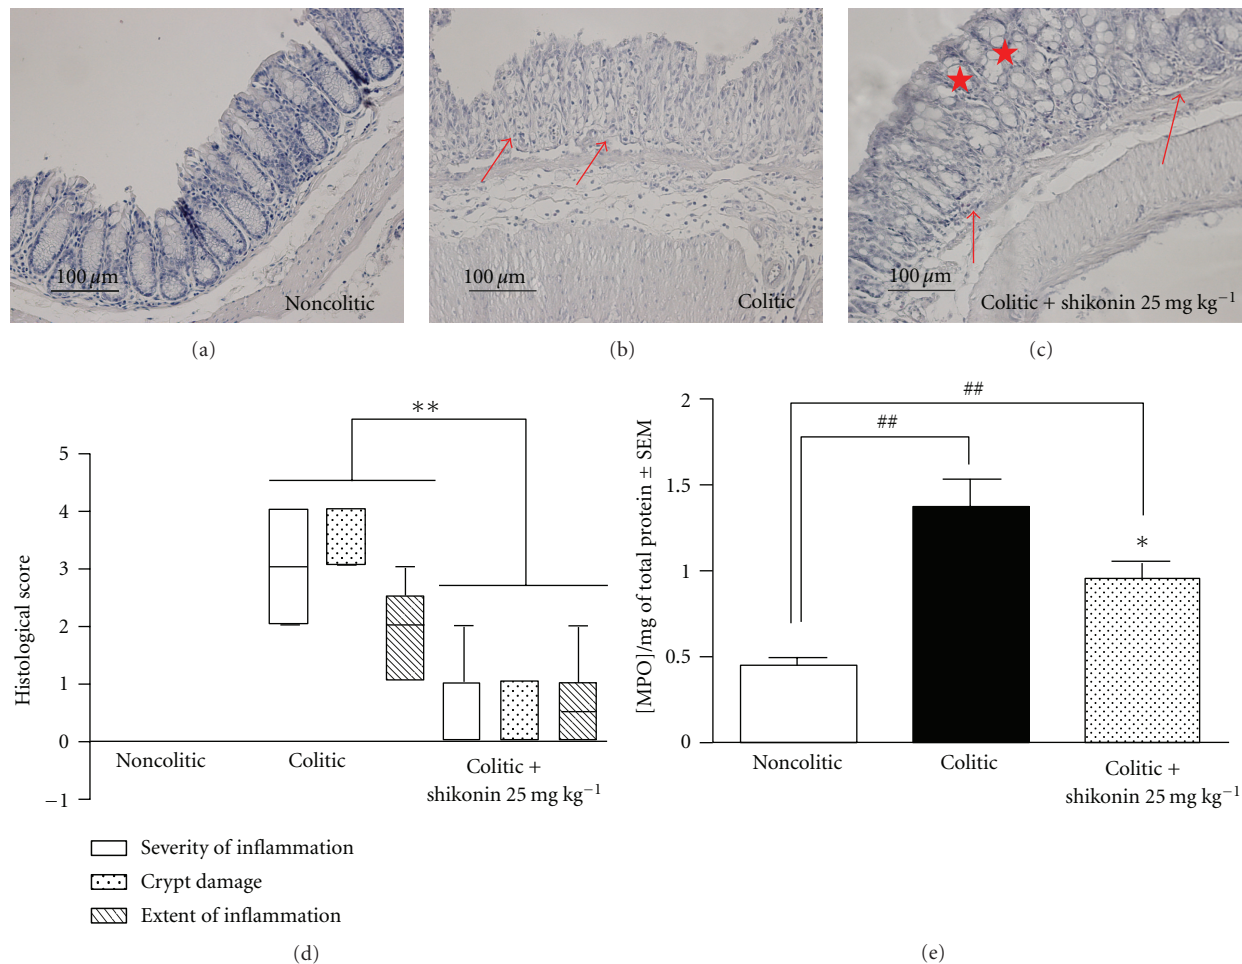 100 µm
Noncolitic
(a)
100 µm
Colitic
(b)
100 µm
Colitic + shikonin 25 mg kg⁻¹
(c)
Histological score
5
4
3
2
1
0
−1
**
Noncolitic
Colitic
Colitic +
shikonin 25 mg kg⁻¹
Severity of inflammation
Crypt damage
Extent of inflammation
(d)
[MPO]/mg of total protein ± SEM
2
1.5
1
0.5
0
##
##
*
Noncolitic
Colitic
Colitic +
shikonin 25 mg kg⁻¹
(e)